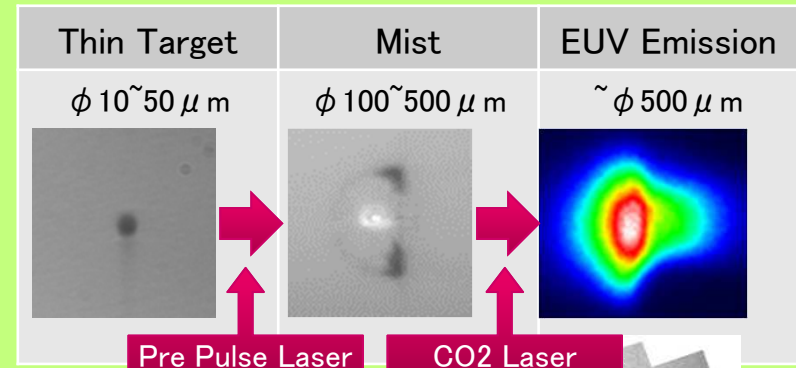 Thin Target
Mist
EUV Emission
φ10~50μm
φ100~500μm
~φ500μm
Pre Pulse Laser
CO2 Laser